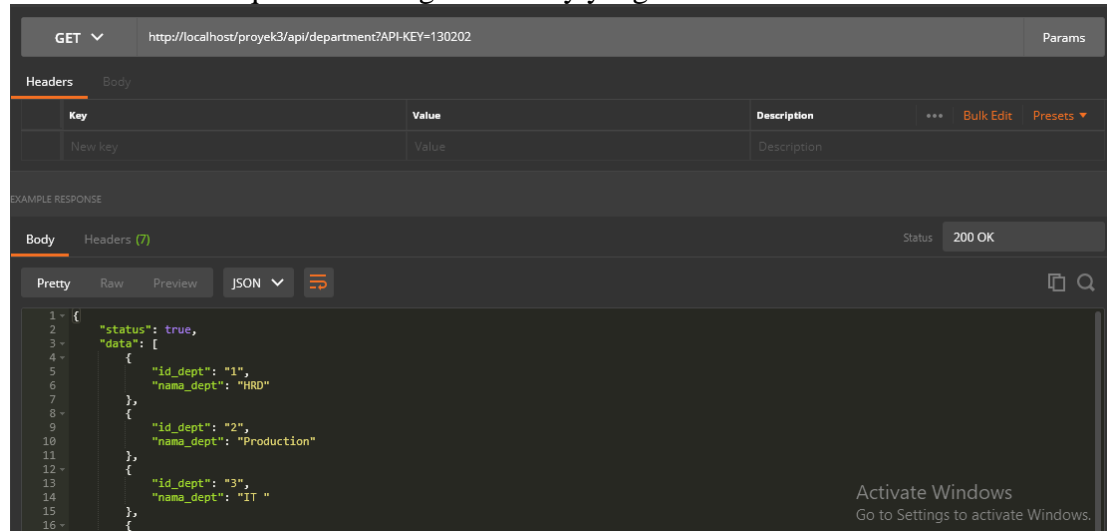 GET http://localhost/proyek3/api/department?API-KEY=130202 Params
Headers Body
Key Value Description ••• Bulk Edit Presets
New key Value Description
EXAMPLE RESPONSE
Body Headers (7) Status 200 OK
Pretty Raw Preview JSON
1 {
2 "status": true,
3 "data": [
4 {
5 "id_dept": "1",
6 "nama_dept": "HRD"
7 },
8 {
9 "id_dept": "2",
10 "nama_dept": "Production"
11 },
12 {
13 "id_dept": "3",
14 "nama_dept": "IT "
15 },
16 {
Activate Windows
Go to Settings to activate Windows.